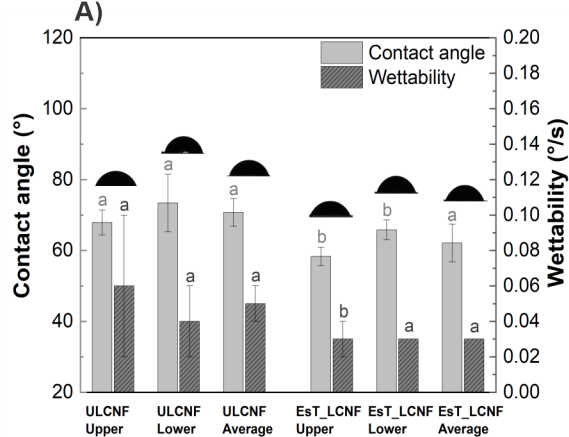 A)
Contact angle (°)
120
100
80
60
40
20
Contact angle
Wettability
a a
a a
a a
b b
b a
a a
0.20
0.18
0.16
0.14
0.12
0.10
0.08
0.06
0.04
0.02
0.00
Wettability (°/s)
ULCNF
Upper
ULCNF
Lower
ULCNF
Average
EsT_LCNF
Upper
EsT_LCNF
Lower
EsT_LCNF
Average